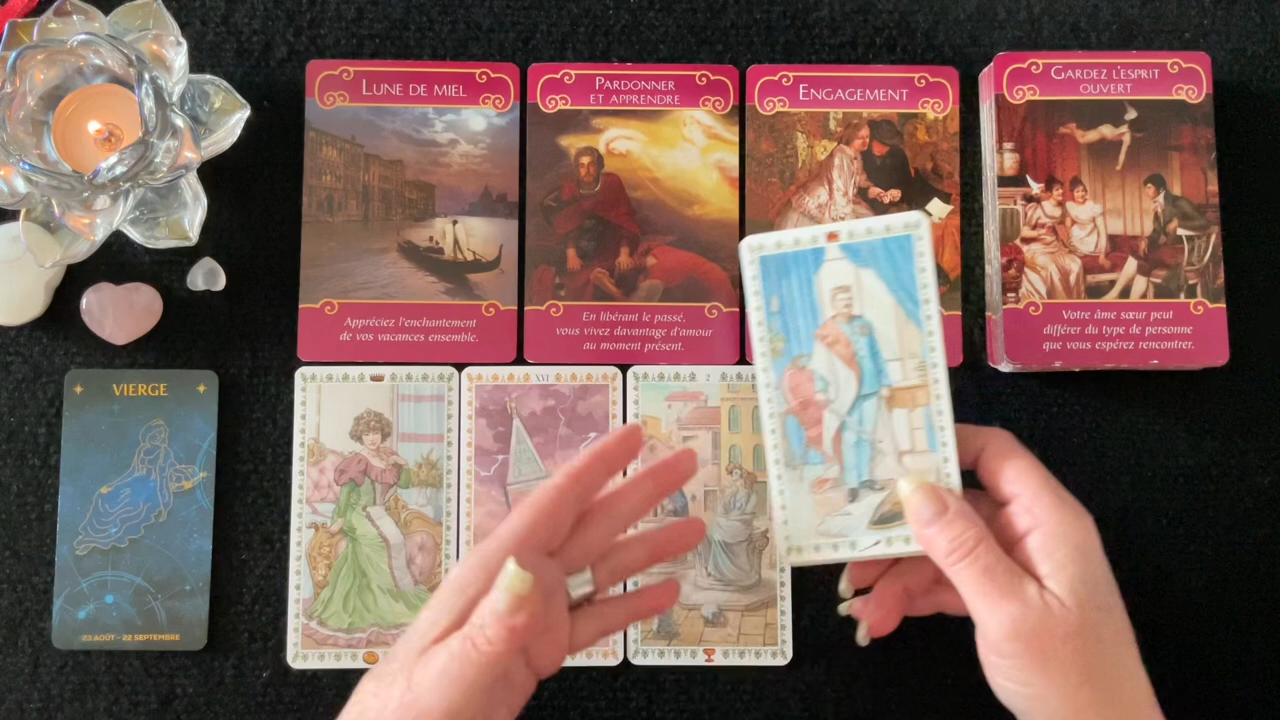 LUNE DE MIEL
Appréciez l'enchantement
de vos vacances ensemble.
PARDONNER
ET APPRENDRE
En libérant le passé,
vous vivez davantage d'amour
au moment présent.
ENGAGEMENT
GARDEZ L'ESPRIT
OUVERT
Votre âme sœur peut
différer du type de personne
que vous espérez rencontrer.
VIERGE
23 AOÛT - 22 SEPTEMBRE
XVI
2